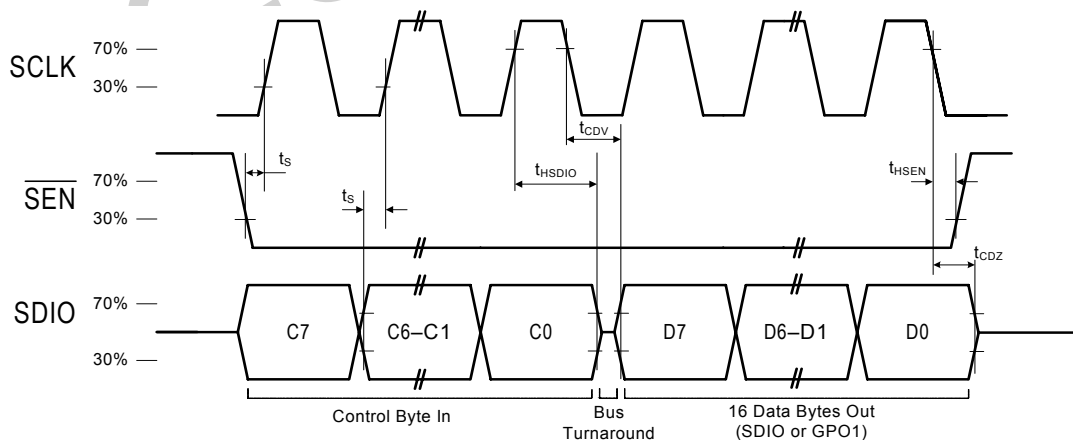 SCLK
70%
30%
tCDV
tS
tHSDIO
tHSEN
SEN
70%
30%
tS
tCDZ
SDIO
70%
30%
C7
C6–C1
C0
D7
D6–D1
D0
Control Byte In
Bus
Turnaround
16 Data Bytes Out
(SDIO or GPO1)